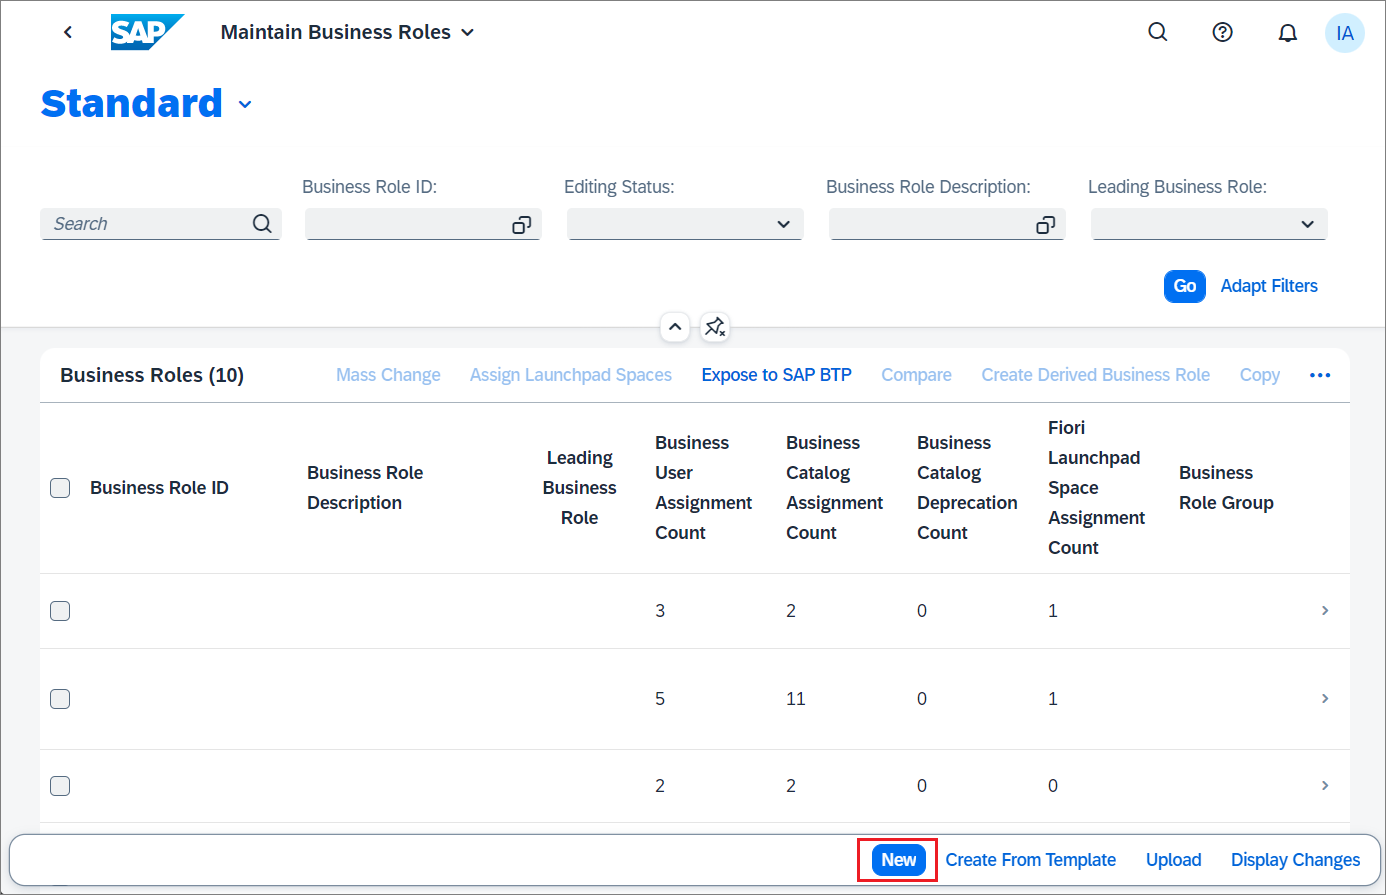 SAP Maintain Business Roles IA
Standard
Business Role ID: Editing Status: Business Role Description: Leading Business Role:
Search
Go Adapt Filters
Business Roles (10) Mass Change Assign Launchpad Spaces Expose to SAP BTP Compare Create Derived Business Role Copy •••
Business Role ID
Business Role
Description
Leading
Business
Role
Business
User
Assignment
Count
Business
Catalog
Assignment
Count
Business
Catalog
Deprecation
Count
Fiori
Launchpad
Space
Assignment
Count
Business
Role Group
3 2 0 1
5 11 0 1
2 2 0 0
New Create From Template Upload Display Changes